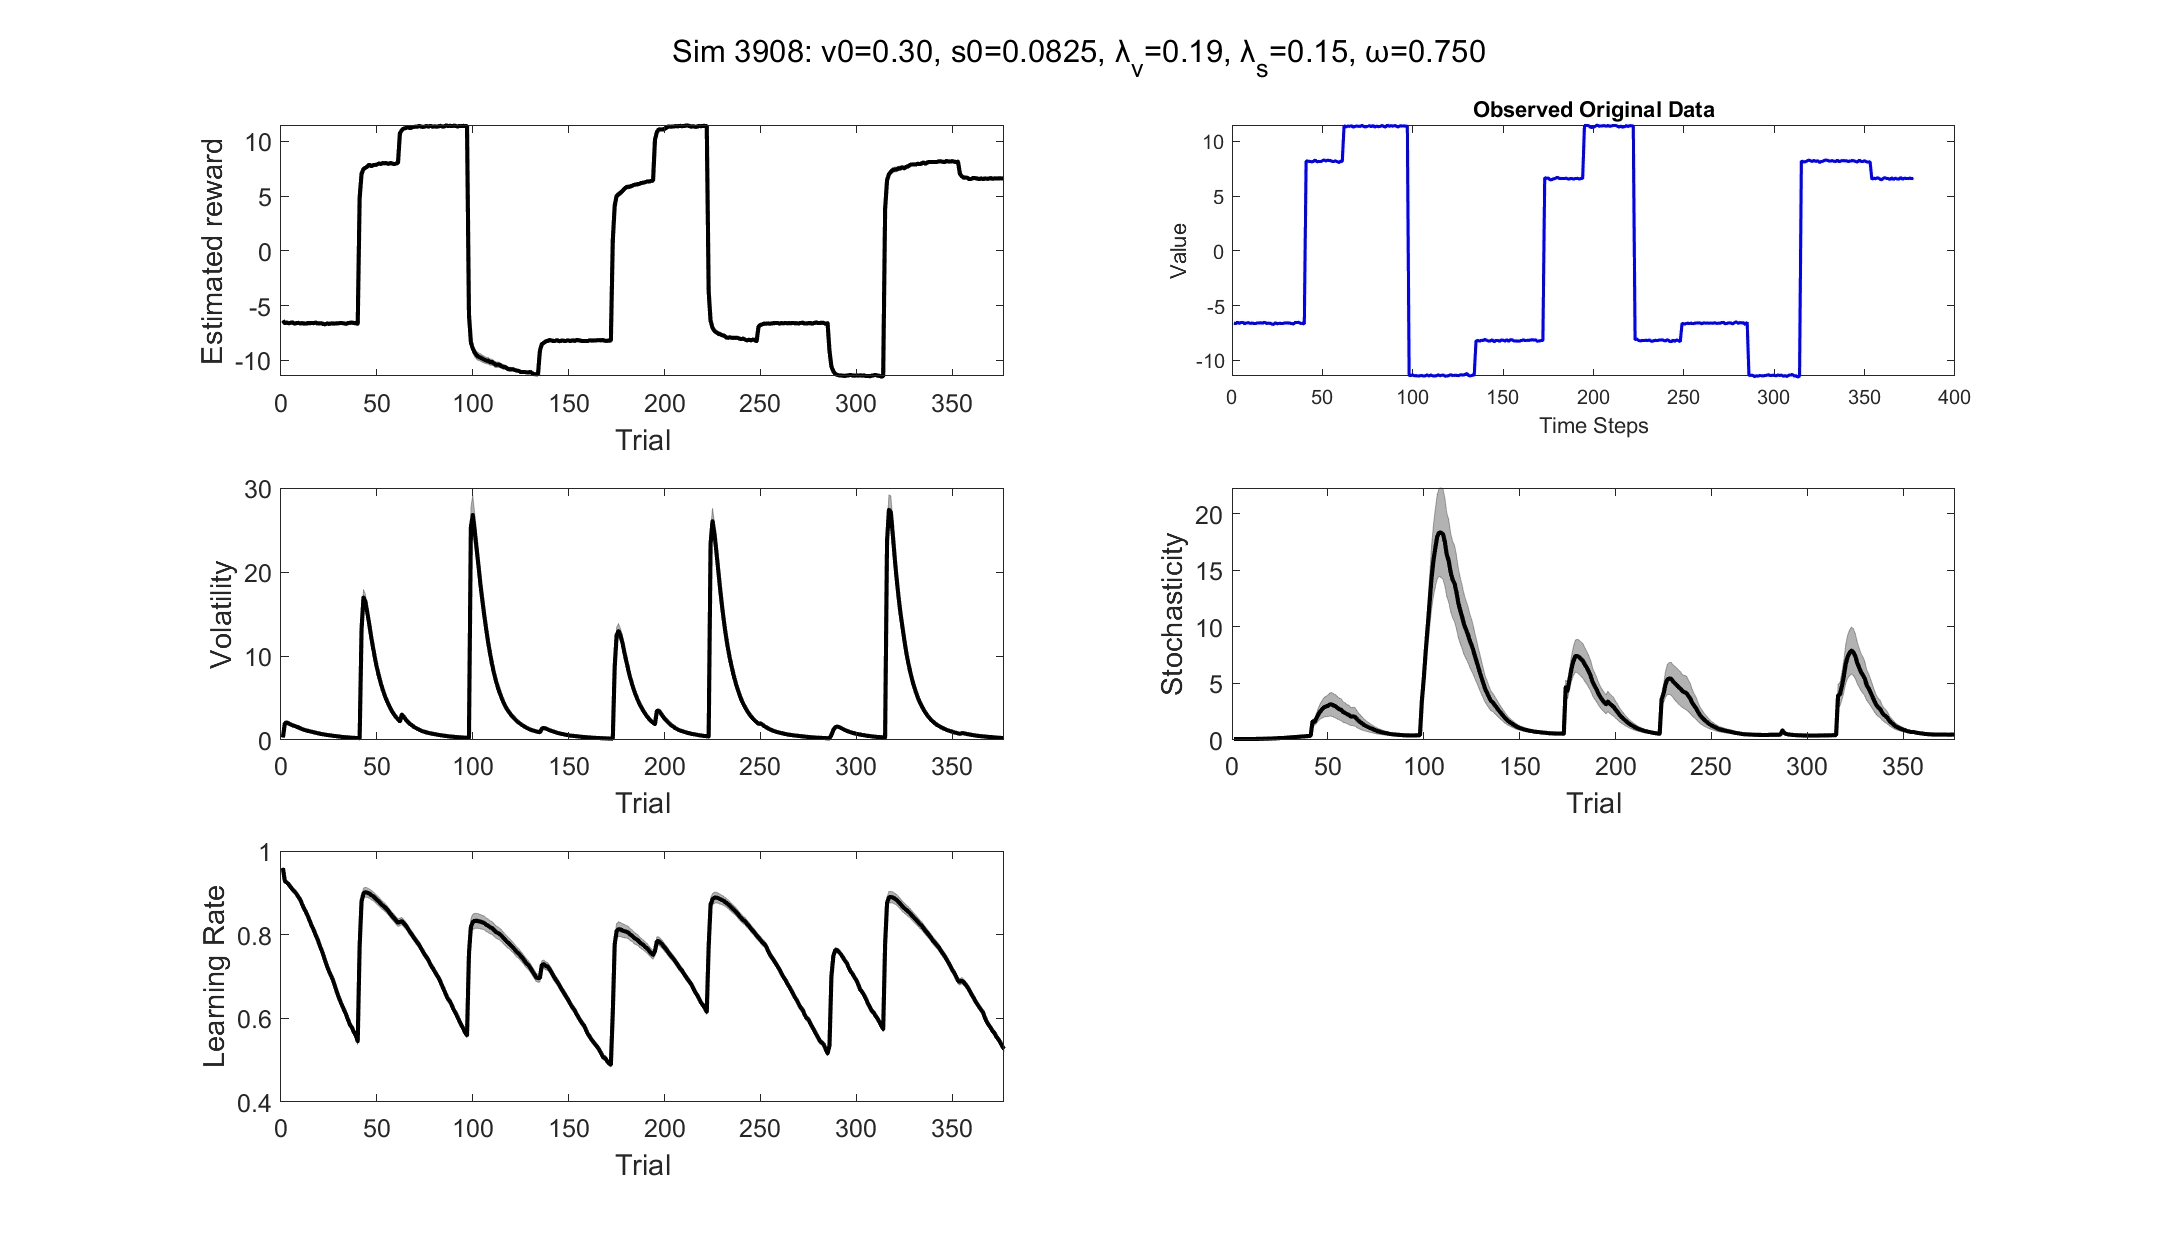 Sim 3908: v0=0.30, s0=0.0825, λv=0.19, λs=0.15, ω=0.750
Estimated reward
10
5
0
-5
-10
0 50 100 150 200 250 300 350
Trial
Observed Original Data
Value
10
5
0
-5
-10
0 50 100 150 200 250 300 350 400
Time Steps
Volatility
30
20
10
0
0 50 100 150 200 250 300 350
Trial
Stochasticity
20
15
10
5
0
0 50 100 150 200 250 300 350
Trial
Learning Rate
1
0.8
0.6
0.4
0 50 100 150 200 250 300 350
Trial